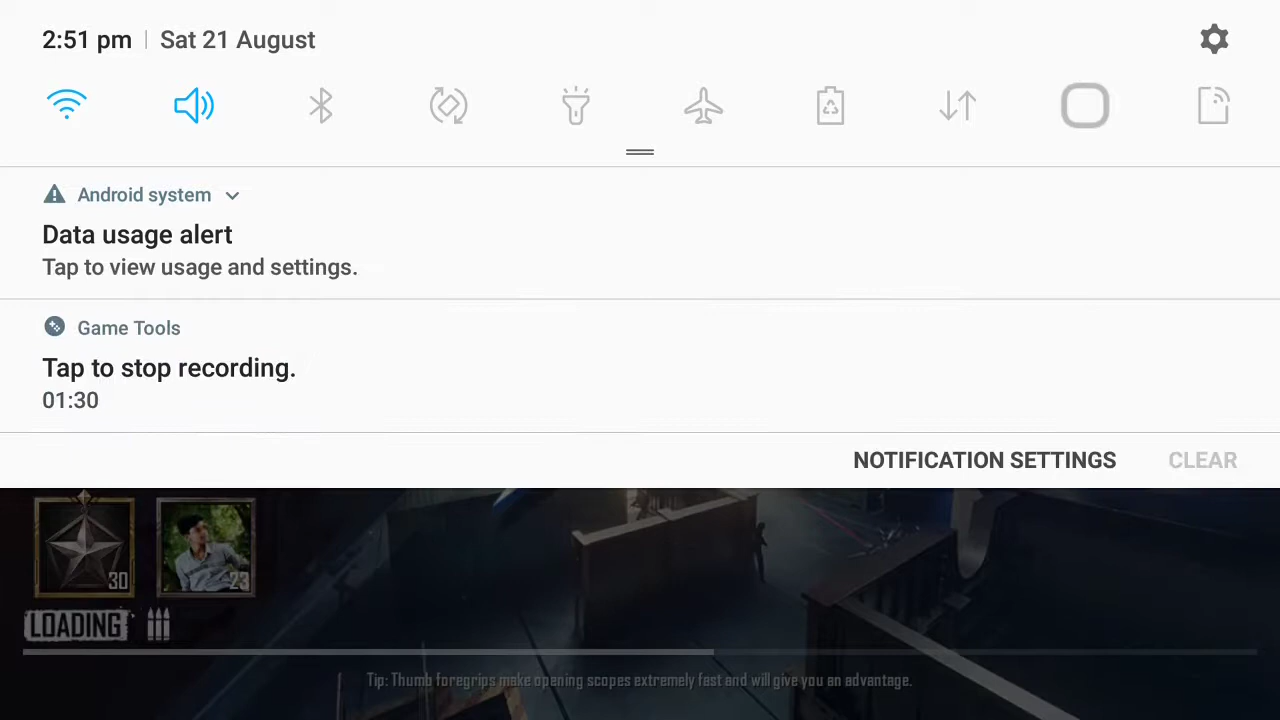 2:51 pm | Sat 21 August
Android system
Data usage alert
Tap to view usage and settings.
Game Tools
Tap to stop recording.
01:30
NOTIFICATION SETTINGS CLEAR
30 23
LOADING
Tip: Thumb foregrips make opening scopes extremely fast and will give you an advantage.